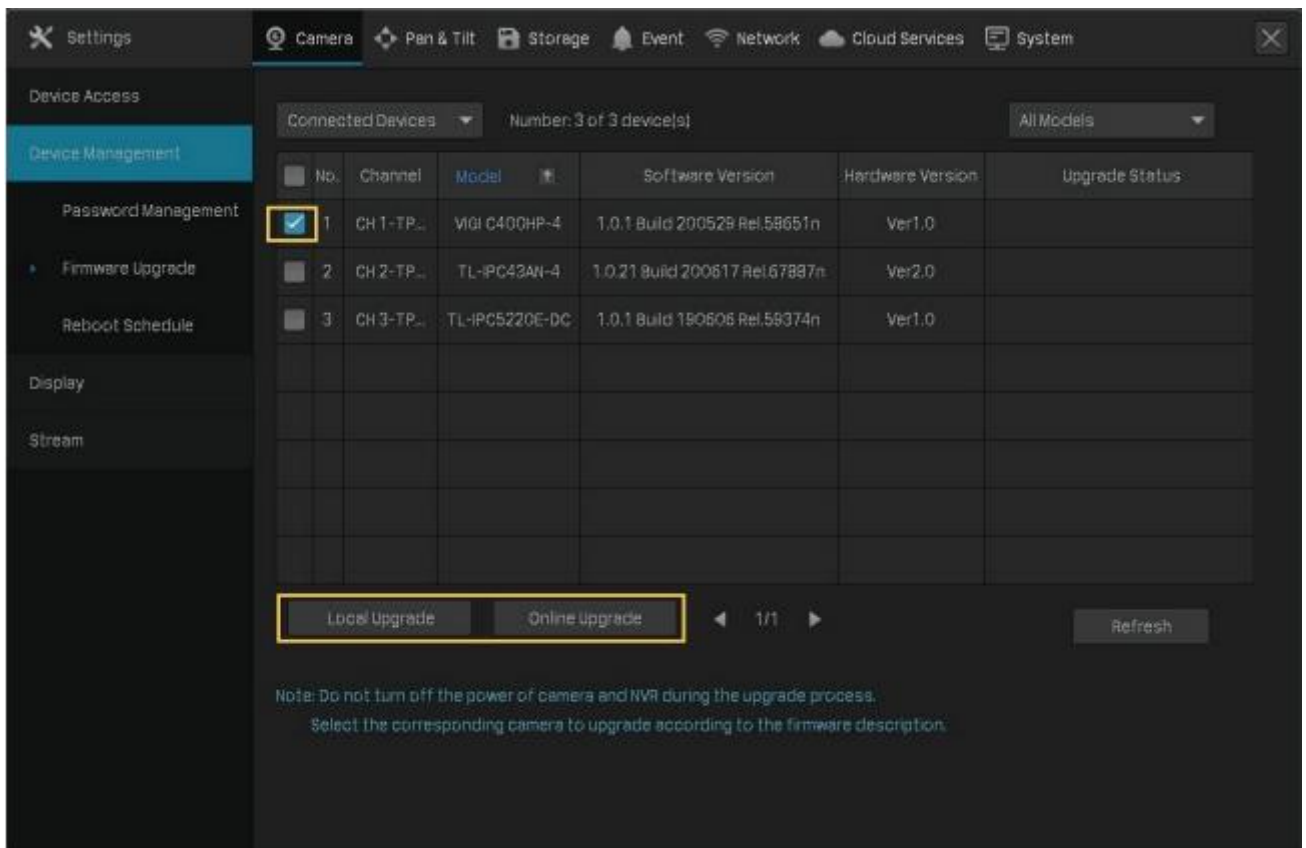 Settings
Camera Pan & Tilt Storage Event Network Cloud Services System
Device Access
Device Management
Password Management
Firmware Upgrade
Reboot Schedule
Display
Stream
Connected Devices Number: 3 of 3 device(s) All Models
No. Channel Model Software Version Hardware Version Upgrade Status
1 CH 1-TP... VIGI C400HP-4 1.0.1 Build 200529 Rel.58651n Ver1.0
2 CH 2-TP... TL-IPC43AN-4 1.0.21 Build 200617 Rel.67897n Ver2.0
3 CH 3-TP... TL-IPC5220E-DC 1.0.1 Build 190606 Rel.59374n Ver1.0
Local Upgrade Online Upgrade 1/1 Refresh
Note: Do not turn off the power of camera and NVR during the upgrade process.
Select the corresponding camera to upgrade according to the firmware description.